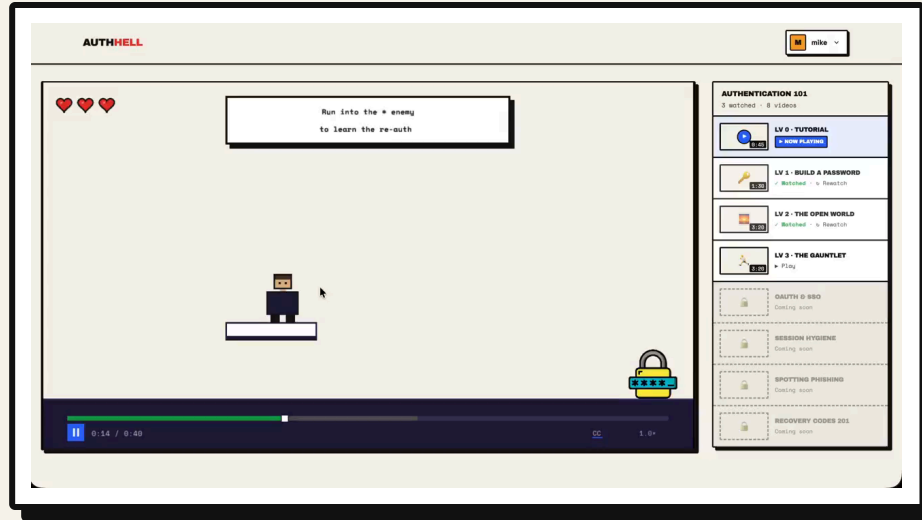 AUTHHELL
M mike
Run into the * enemy
to learn the re-auth
****_
0:14 / 0:40
CC
1.0×
AUTHENTICATION 101
3 watched · 8 videos
0:45
LV 0 · TUTORIAL
▶ NOW PLAYING
1:30
LV 1 · BUILD A PASSWORD
✓ Watched · ↻ Rewatch
3:20
LV 2 · THE OPEN WORLD
✓ Watched · ↻ Rewatch
3:20
LV 3 · THE GAUNTLET
▶ Play
OAUTH & SSO
Coming soon
SESSION HYGIENE
Coming soon
SPOTTING PHISHING
Coming soon
RECOVERY CODES 201
Coming soon